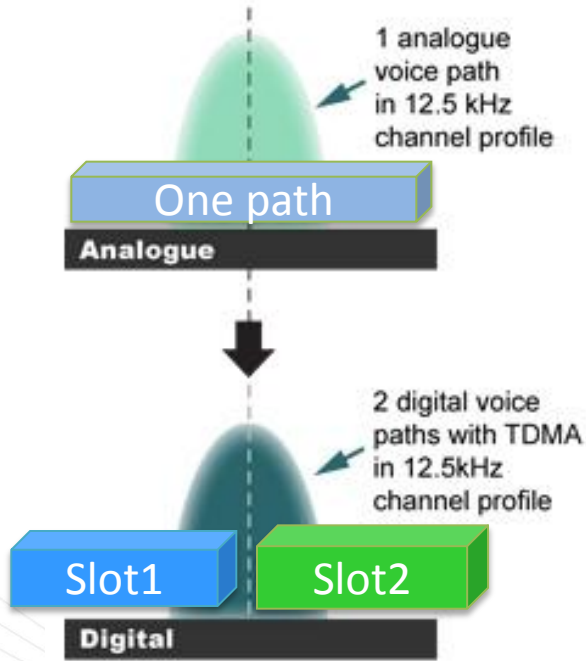 1 analogue
voice path
in 12.5 kHz
channel profile
One path
Analogue
2 digital voice
paths with TDMA
in 12.5kHz
channel profile
Slot1
Slot2
Digital